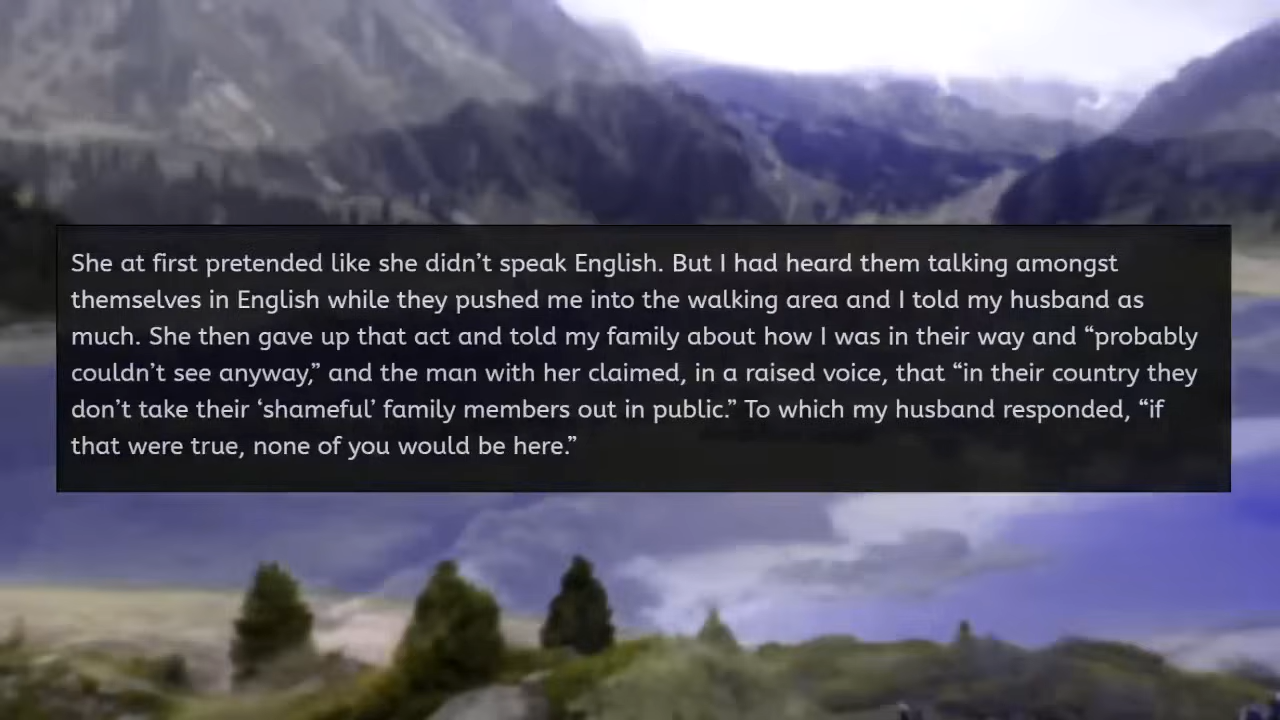 She at first pretended like she didn’t speak English. But I had heard them talking amongst
themselves in English while they pushed me into the walking area and I told my husband as
much. She then gave up that act and told my family about how I was in their way and “probably
couldn’t see anyway,” and the man with her claimed, in a raised voice, that “in their country they
don’t take their ‘shameful’ family members out in public.” To which my husband responded, “if
that were true, none of you would be here.”